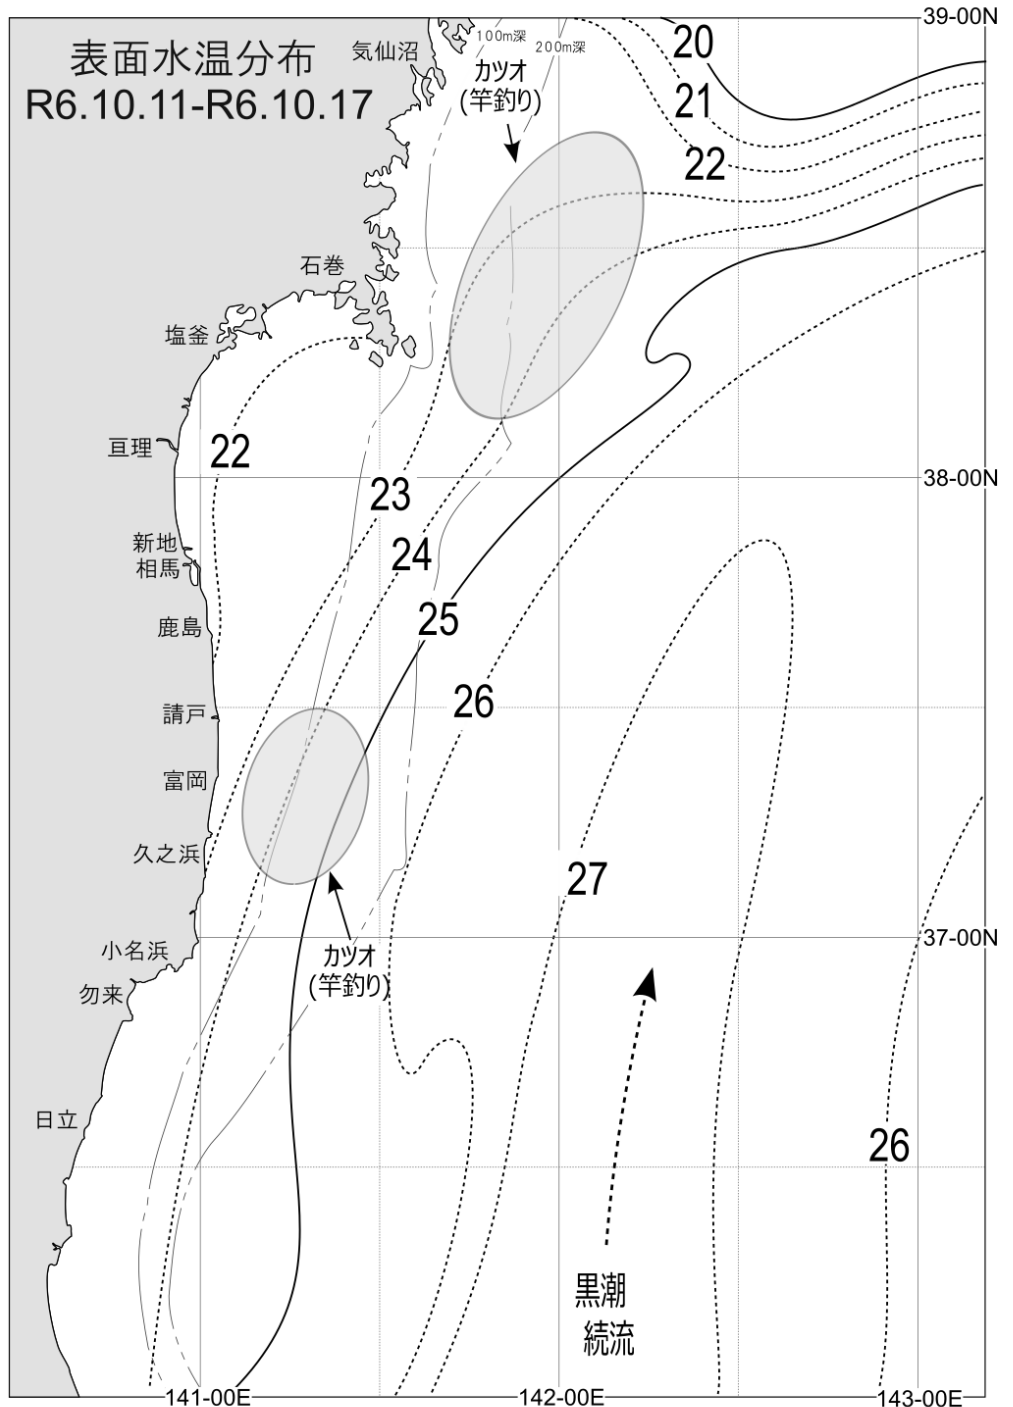 表面水温分布
R6.10.11-R6.10.17
39-00N
気仙沼
100m深
200m深
20
カツオ
(竿釣り)
21
22
石巻
塩釜
亘理
22
38-00N
23
新地
相馬
24
鹿島
25
請戸
26
富岡
久之浜
27
小名浜
37-00N
カツオ
(竿釣り)
勿来
日立
26
黒潮
続流
141-00E
142-00E
143-00E